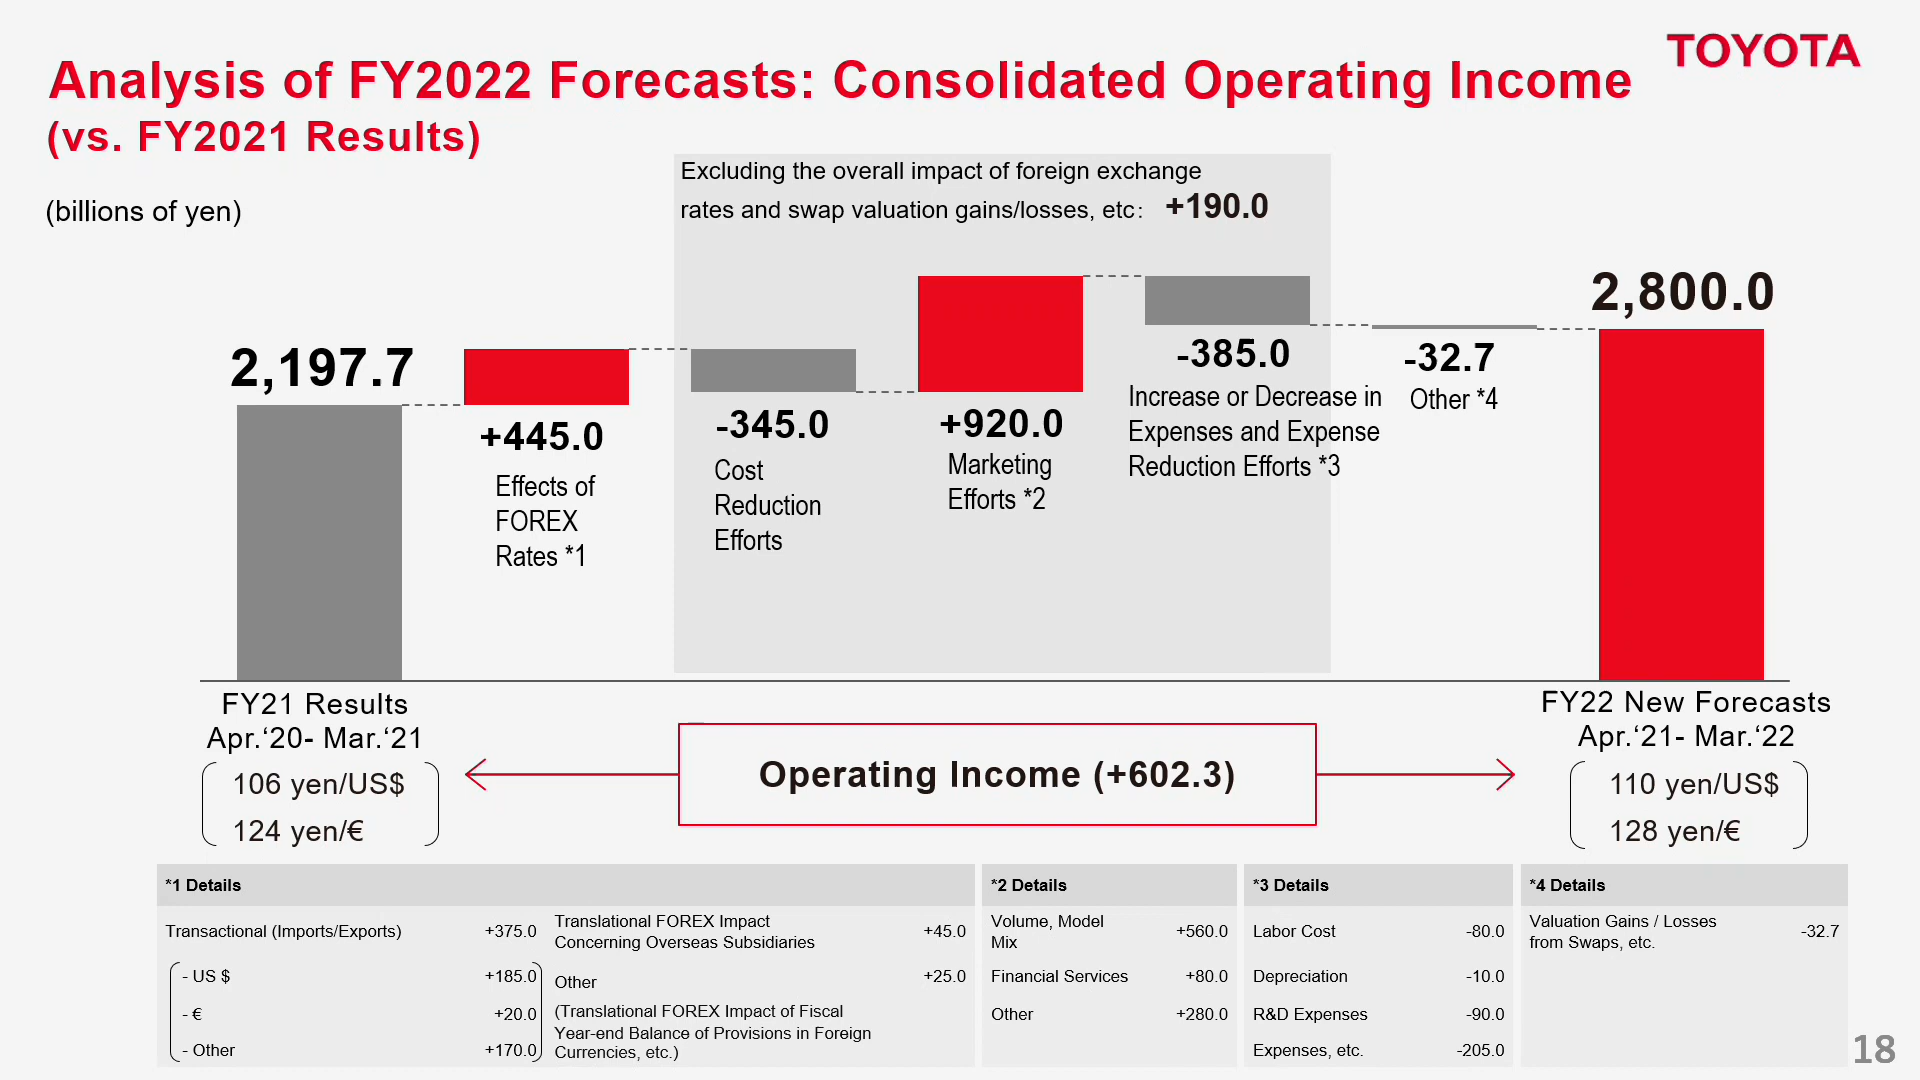 TOYOTA
Analysis of FY2022 Forecasts: Consolidated Operating Income
(vs. FY2021 Results)
(billions of yen)
Excluding the overall impact of foreign exchange
rates and swap valuation gains/losses, etc: +190.0
2,197.7
+445.0
Effects of
FOREX
Rates *1
-345.0
Cost
Reduction
Efforts
+920.0
Marketing
Efforts *2
-385.0
Increase or Decrease in
Expenses and Expense
Reduction Efforts *3
-32.7
Other *4
2,800.0
FY21 Results
Apr.‘20- Mar.‘21
106 yen/US$
124 yen/€
Operating Income (+602.3)
FY22 New Forecasts
Apr.‘21- Mar.‘22
110 yen/US$
128 yen/€
*1 Details
Transactional (Imports/Exports) +375.0
- US $ +185.0
- € +20.0
- Other +170.0
Translational FOREX Impact
Concerning Overseas Subsidiaries +45.0
Other +25.0
(Translational FOREX Impact of Fiscal
Year-end Balance of Provisions in Foreign
Currencies, etc.)
*2 Details
Volume, Model
Mix +560.0
Financial Services +80.0
Other +280.0
*3 Details
Labor Cost -80.0
Depreciation -10.0
R&D Expenses -90.0
Expenses, etc. -205.0
*4 Details
Valuation Gains / Losses
from Swaps, etc. -32.7
18